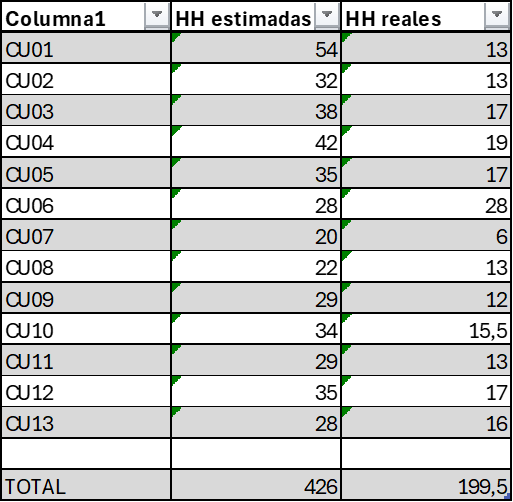 Columna1 HH estimadas HH reales
CU01 54 13
CU02 32 13
CU03 38 17
CU04 42 19
CU05 35 17
CU06 28 28
CU07 20 6
CU08 22 13
CU09 29 12
CU10 34 15,5
CU11 29 13
CU12 35 17
CU13 28 16
TOTAL 426 199,5